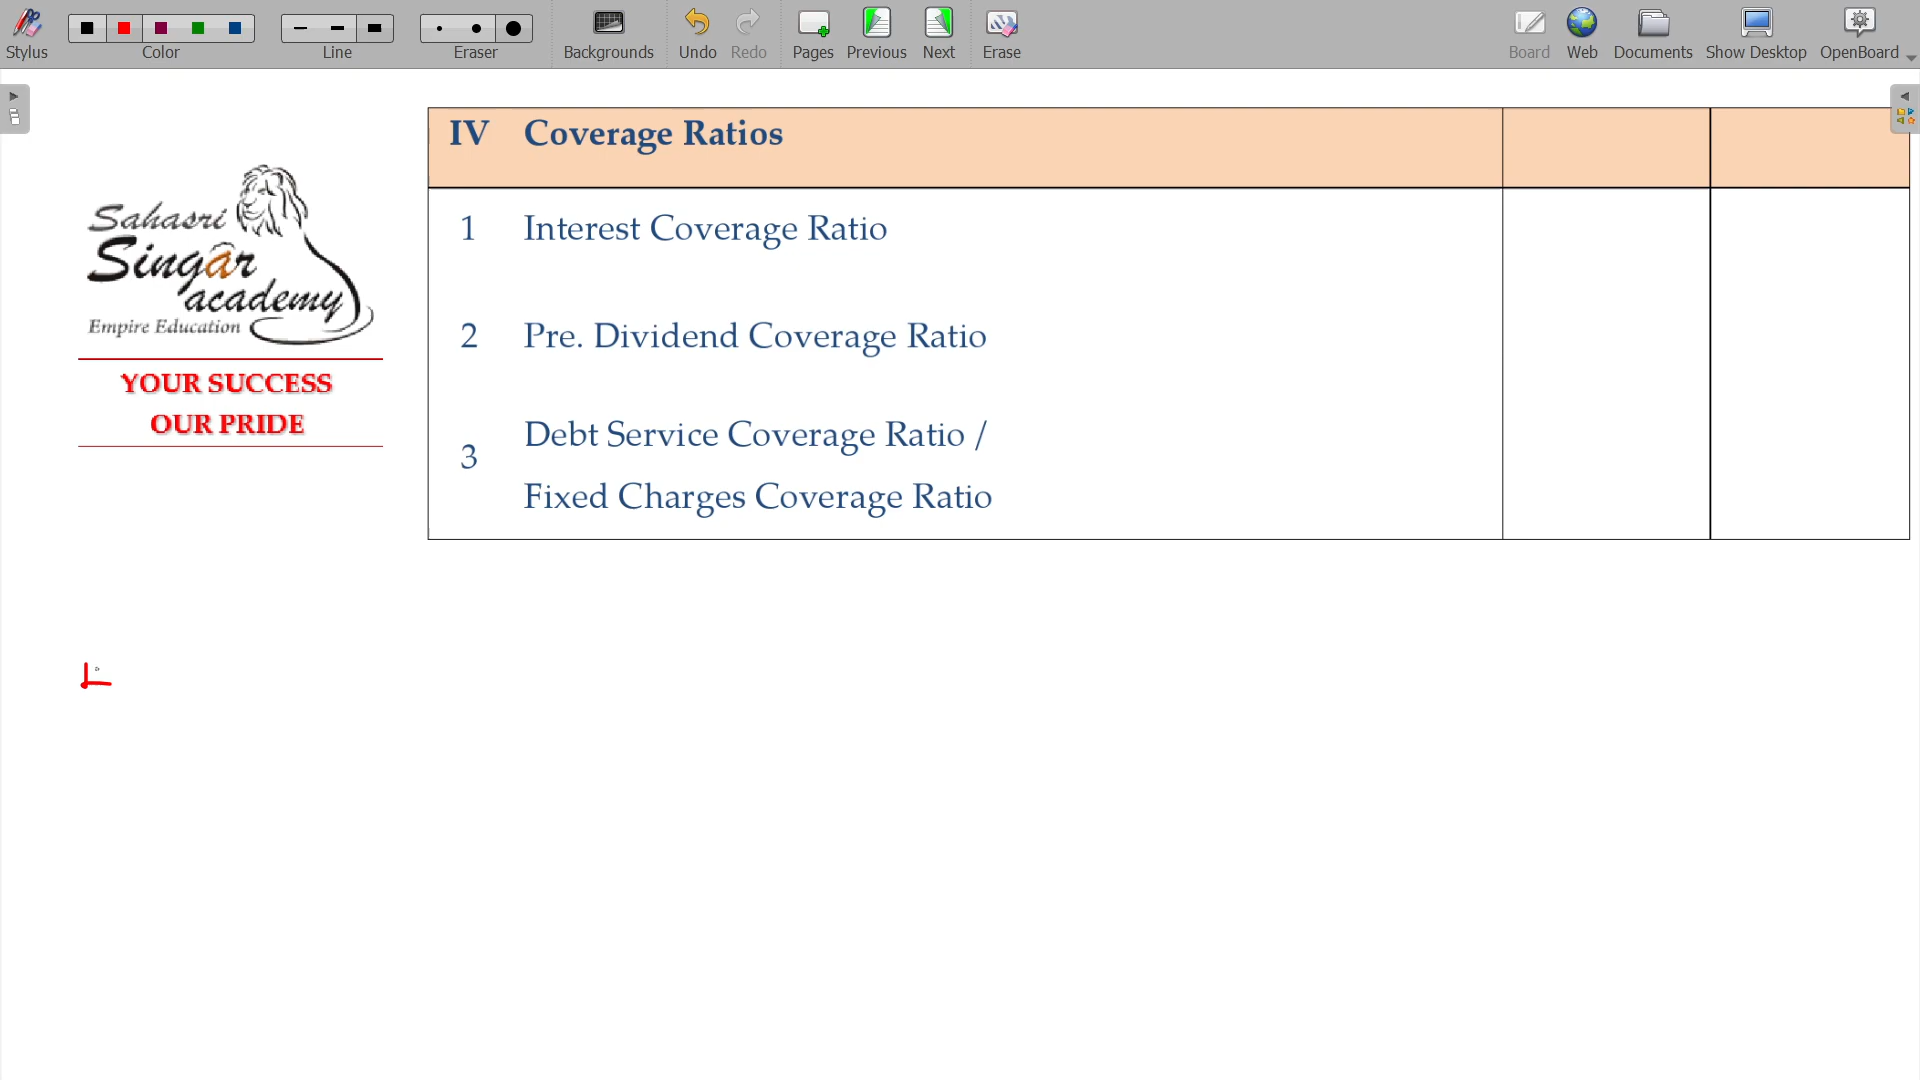 Stylus
Color
Line
Eraser
Backgrounds
Undo
Redo
Pages
Previous
Next
Erase
Board
Web
Documents
Show Desktop
OpenBoard
Sahasri
Singar
academy
Empire Education
YOUR SUCCESS
OUR PRIDE
IV Coverage Ratios
1 Interest Coverage Ratio
2 Pre. Dividend Coverage Ratio
3 Debt Service Coverage Ratio /
Fixed Charges Coverage Ratio